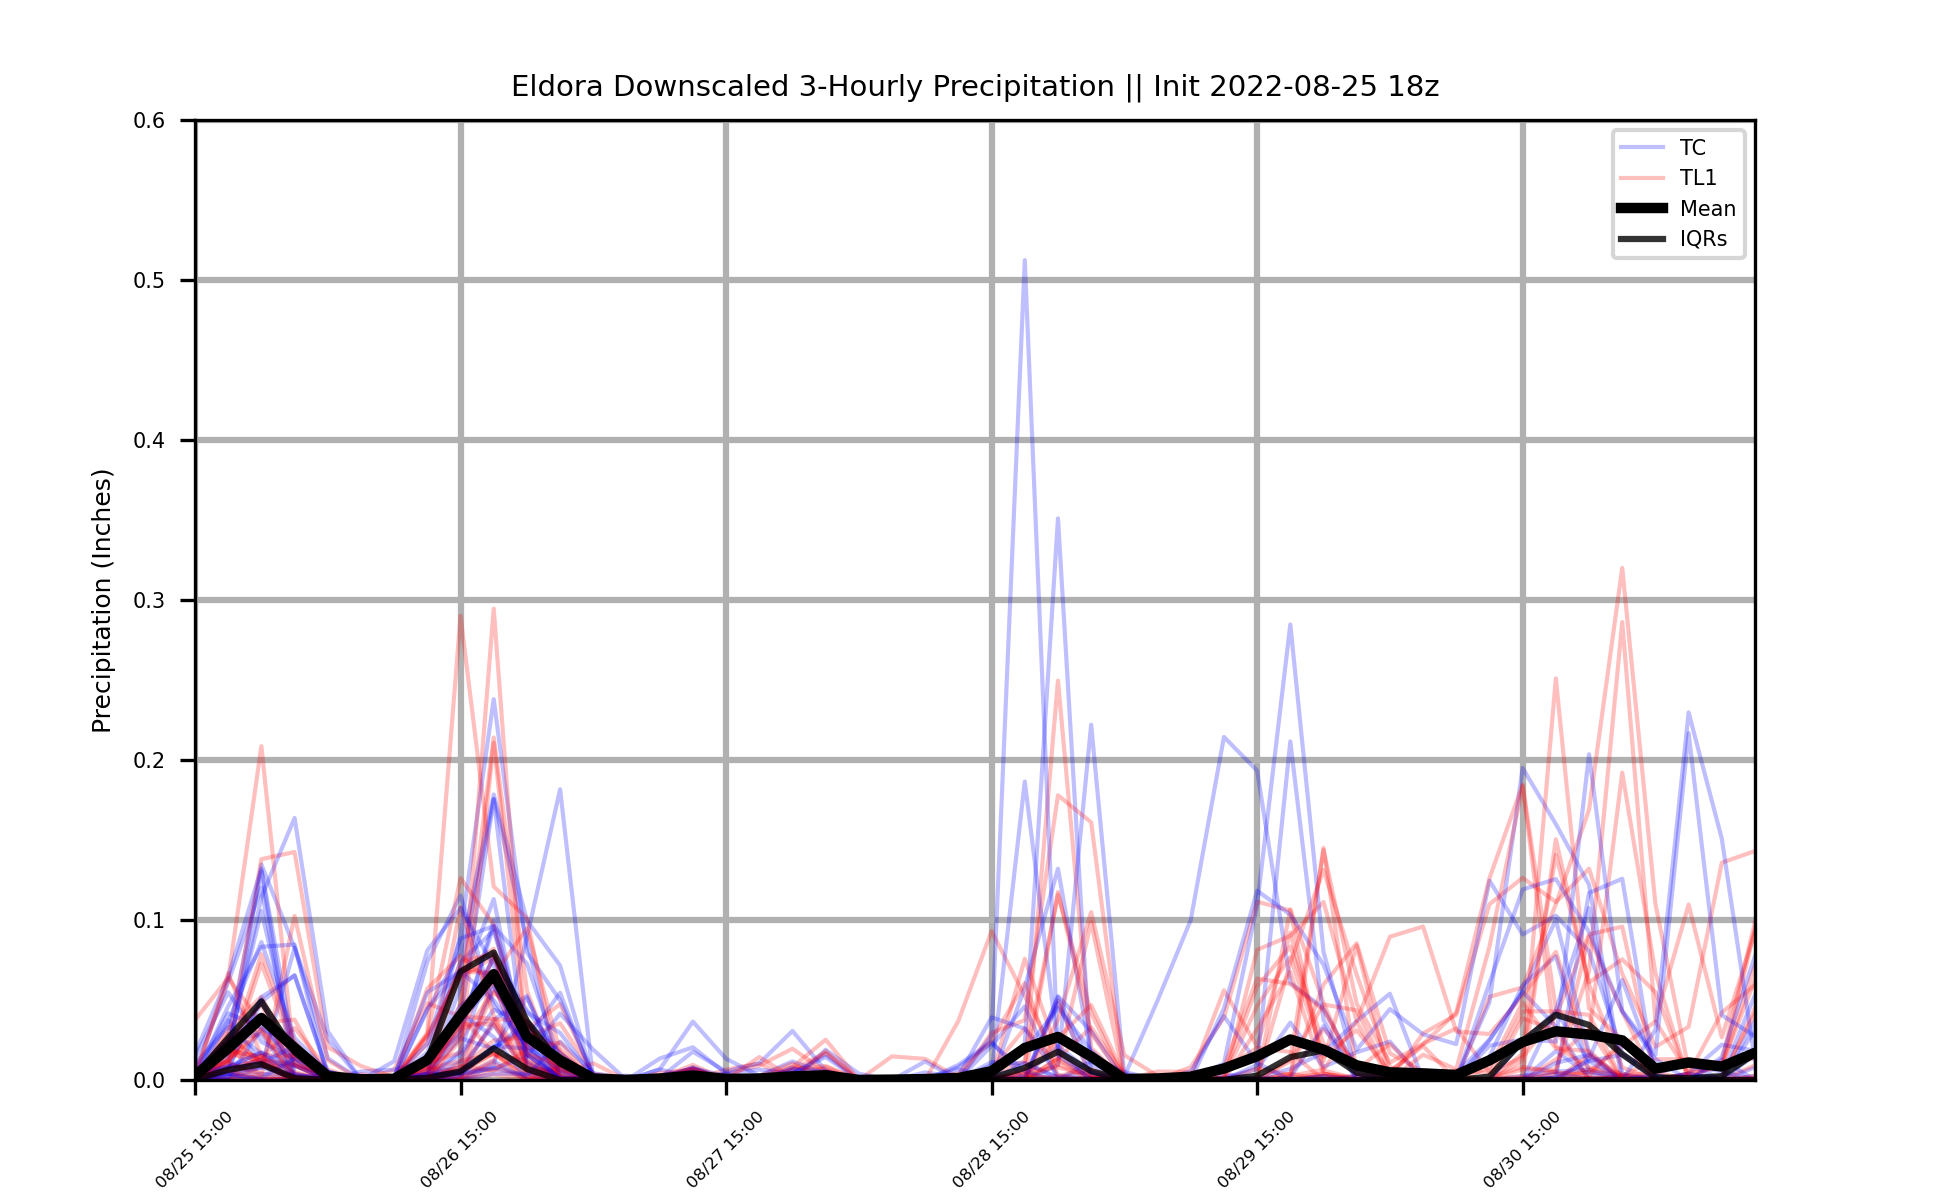 Eldora Downscaled 3-Hourly Precipitation || Init 2022-08-25 18z
TC
TL1
Mean
IQRs
Precipitation (Inches)
0.6
0.5
0.4
0.3
0.2
0.1
0.0
08/25 15:00
08/26 15:00
08/27 15:00
08/28 15:00
08/29 15:00
08/30 15:00